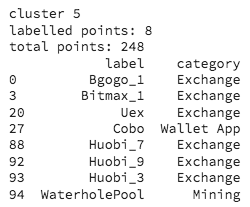 cluster 5
labelled points: 8
total points: 248
label category
0 Bgogo_1 Exchange
3 Bitmax_1 Exchange
20 Uex Exchange
27 Cobo Wallet App
88 Huobi_7 Exchange
92 Huobi_9 Exchange
93 Huobi_3 Exchange
94 WaterholePool Mining